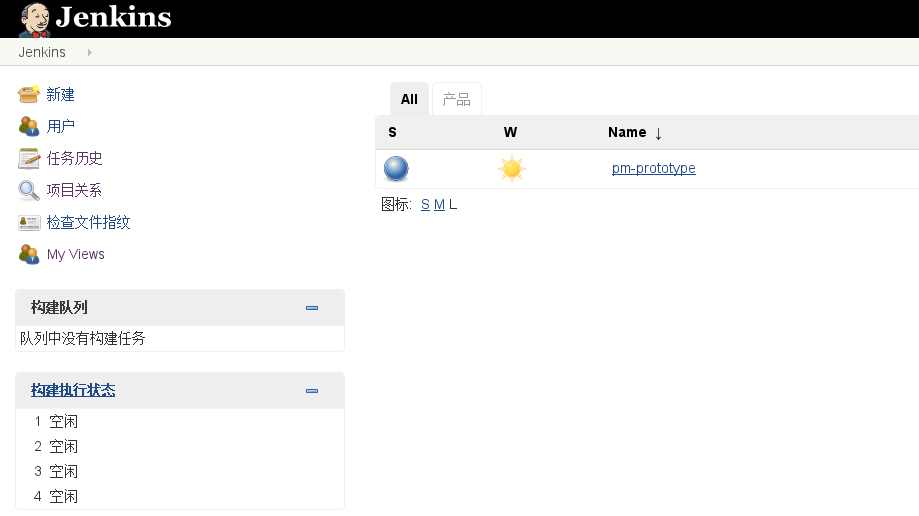 Jenkins
Jenkins
新建
用户
任务历史
项目关系
检查文件指纹
My Views
构建队列
队列中没有构建任务
构建执行状态
1 空闲
2 空闲
3 空闲
4 空闲
All 产品
S W Name ↓
pm-prototype
图标: S M L